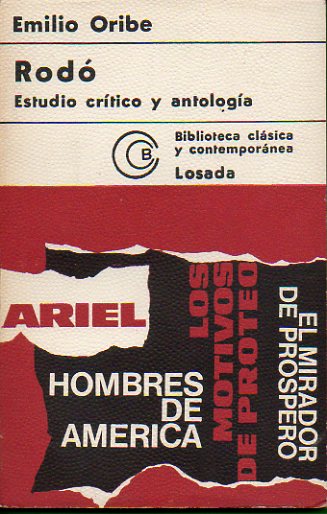 Emilio Oribe
Rodó
Estudio crítico y antología
B
Biblioteca clásica
y contemporánea
Losada
ARIEL
HOMBRES
DE
AMERICA
LOS
MOTIVOS
DE PROTEO
EL MIRADOR
DE PROSPERO